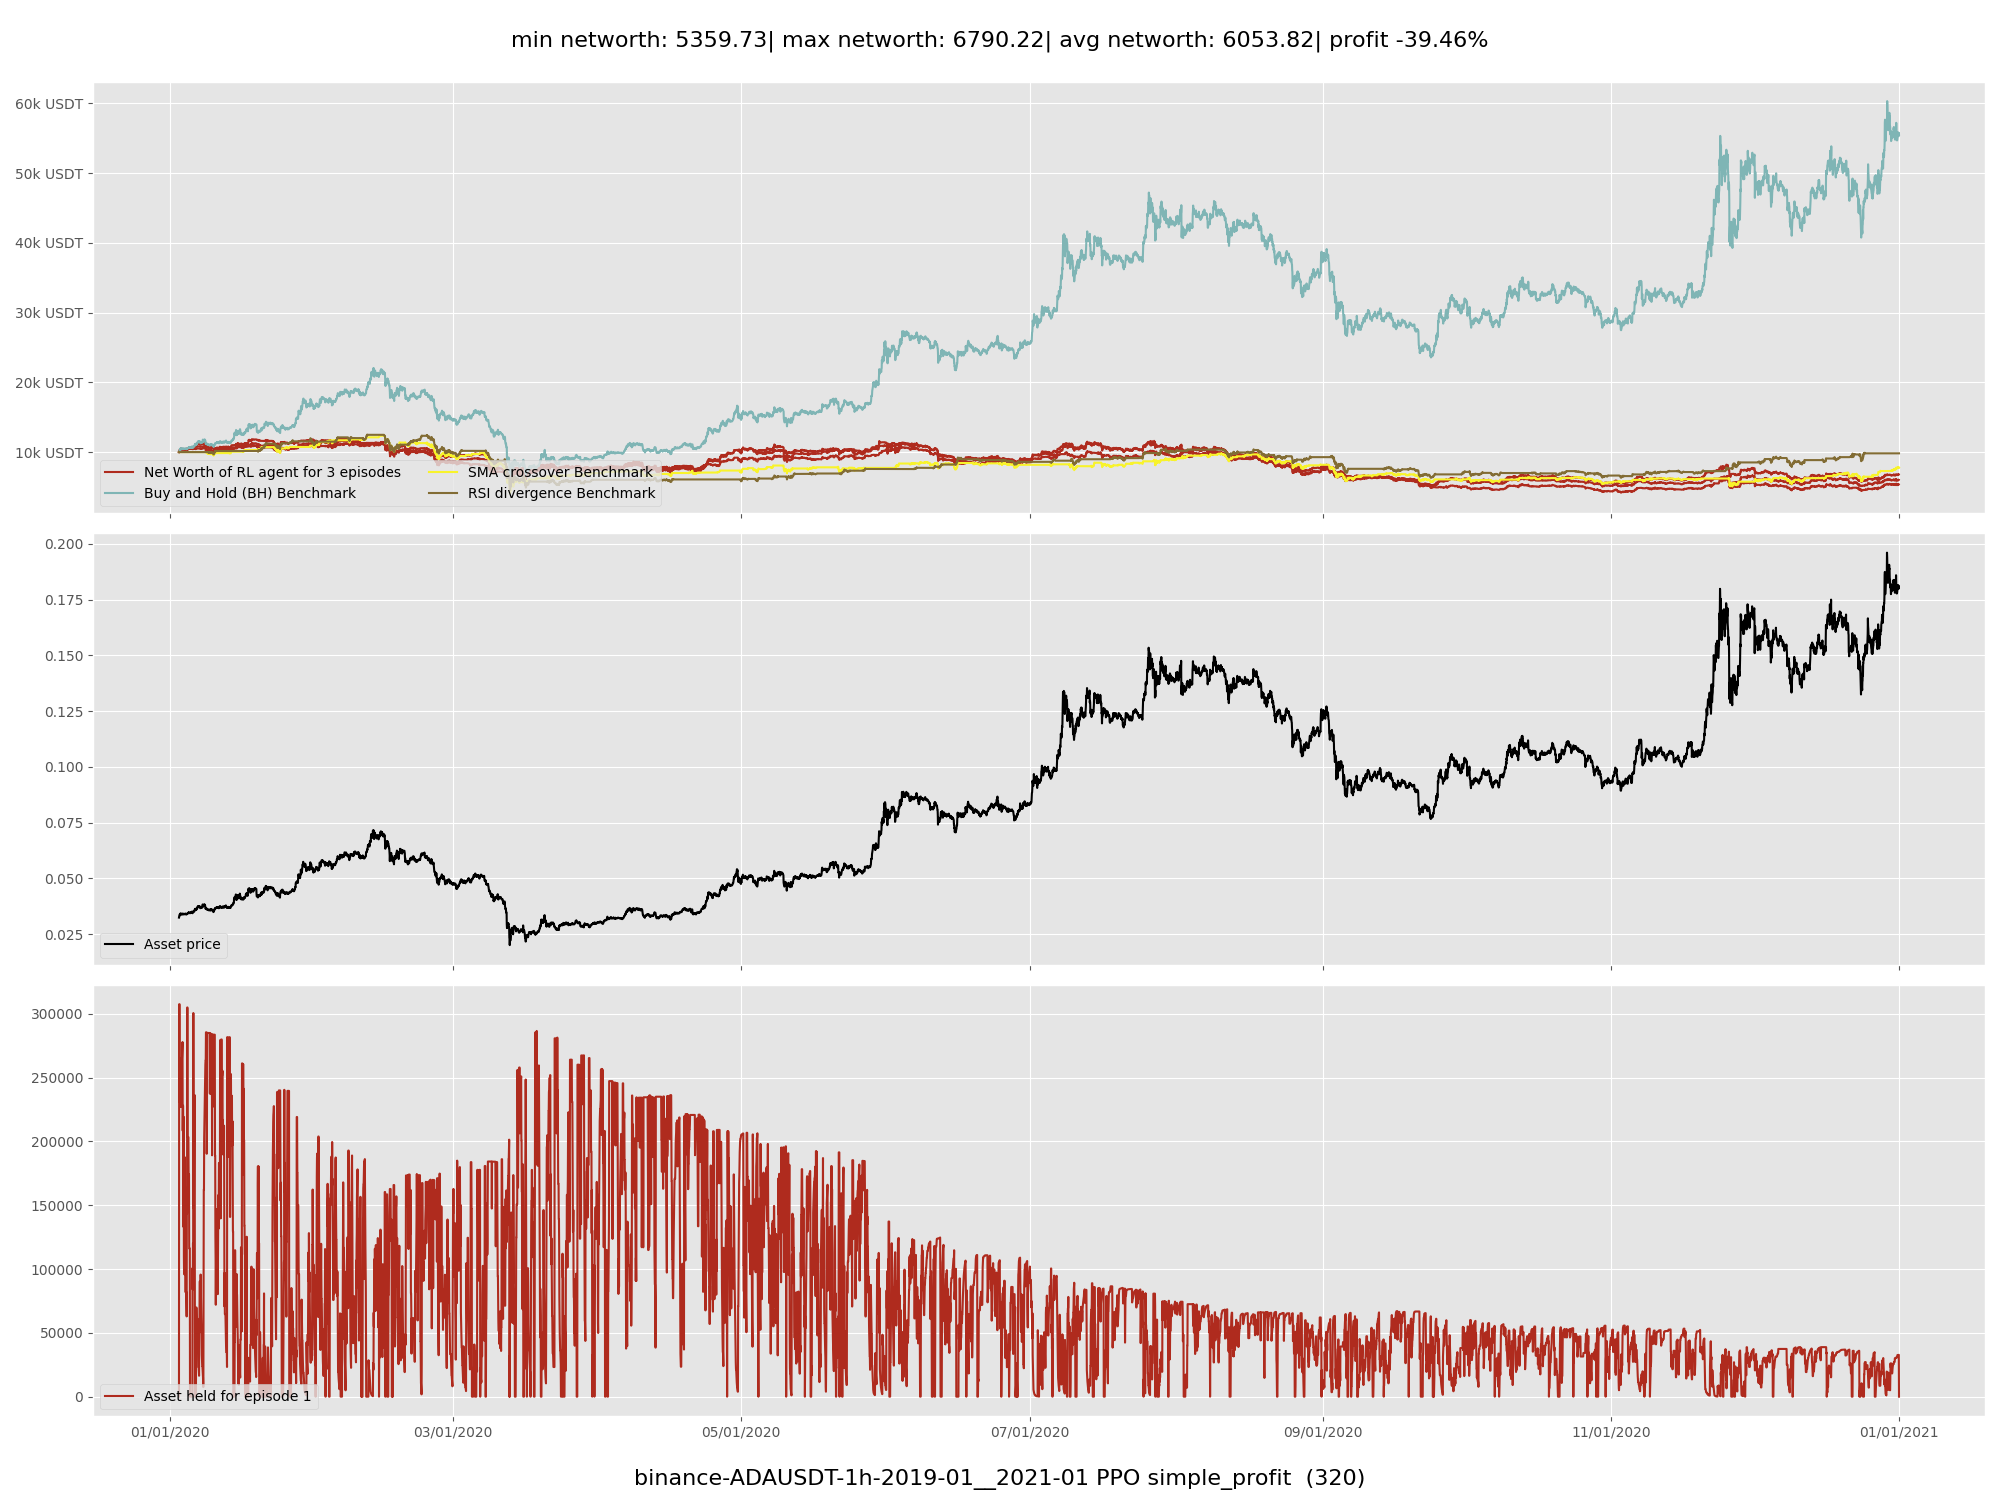 min networth: 5359.73| max networth: 6790.22| avg networth: 6053.82| profit -39.46%
60k USDT
50k USDT
40k USDT
30k USDT
20k USDT
10k USDT
Net Worth of RL agent for 3 episodes
Buy and Hold (BH) Benchmark
SMA crossover Benchmark
RSI divergence Benchmark
0.200
0.175
0.150
0.125
0.100
0.075
0.050
0.025
Asset price
300000
250000
200000
150000
100000
50000
0
Asset held for episode 1
01/01/2020 03/01/2020 05/01/2020 07/01/2020 09/01/2020 11/01/2020 01/01/2021
binance-ADAUSDT-1h-2019-01__2021-01 PPO simple_profit (320)